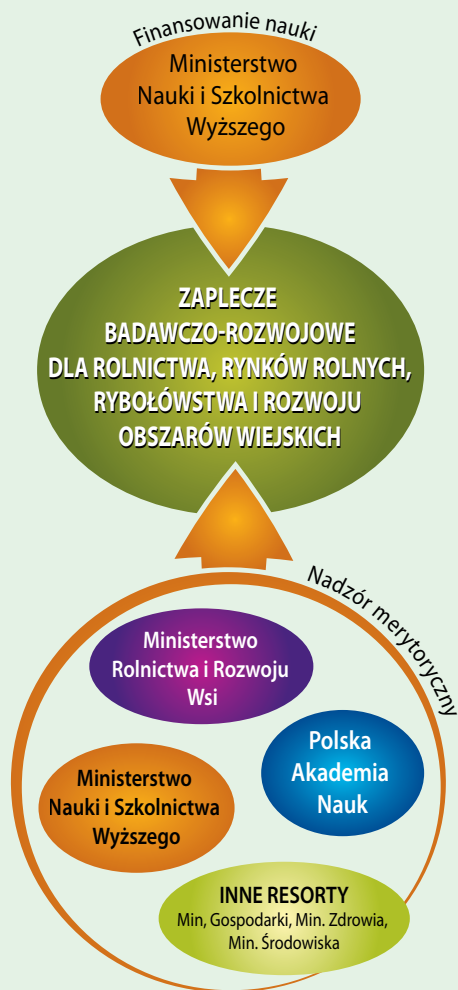 Finansowanie nauki
Ministerstwo
Nauki i Szkolnictwa
Wyższego
ZAPLECZE
BADAWCZO-ROZWOJOWE
DLA ROLNICTWA, RYNKÓW ROLNYCH,
RYBOŁÓWSTWA I ROZWOJU
OBSZARÓW WIEJSKICH
Nadzór merytoryczny
Ministerstwo
Rolnictwa i Rozwoju
Wsi
Polska
Akademia
Nauk
Ministerstwo
Nauki i Szkolnictwa
Wyższego
INNE RESORTY
Min, Gospodarki, Min. Zdrowia,
Min. Środowiska